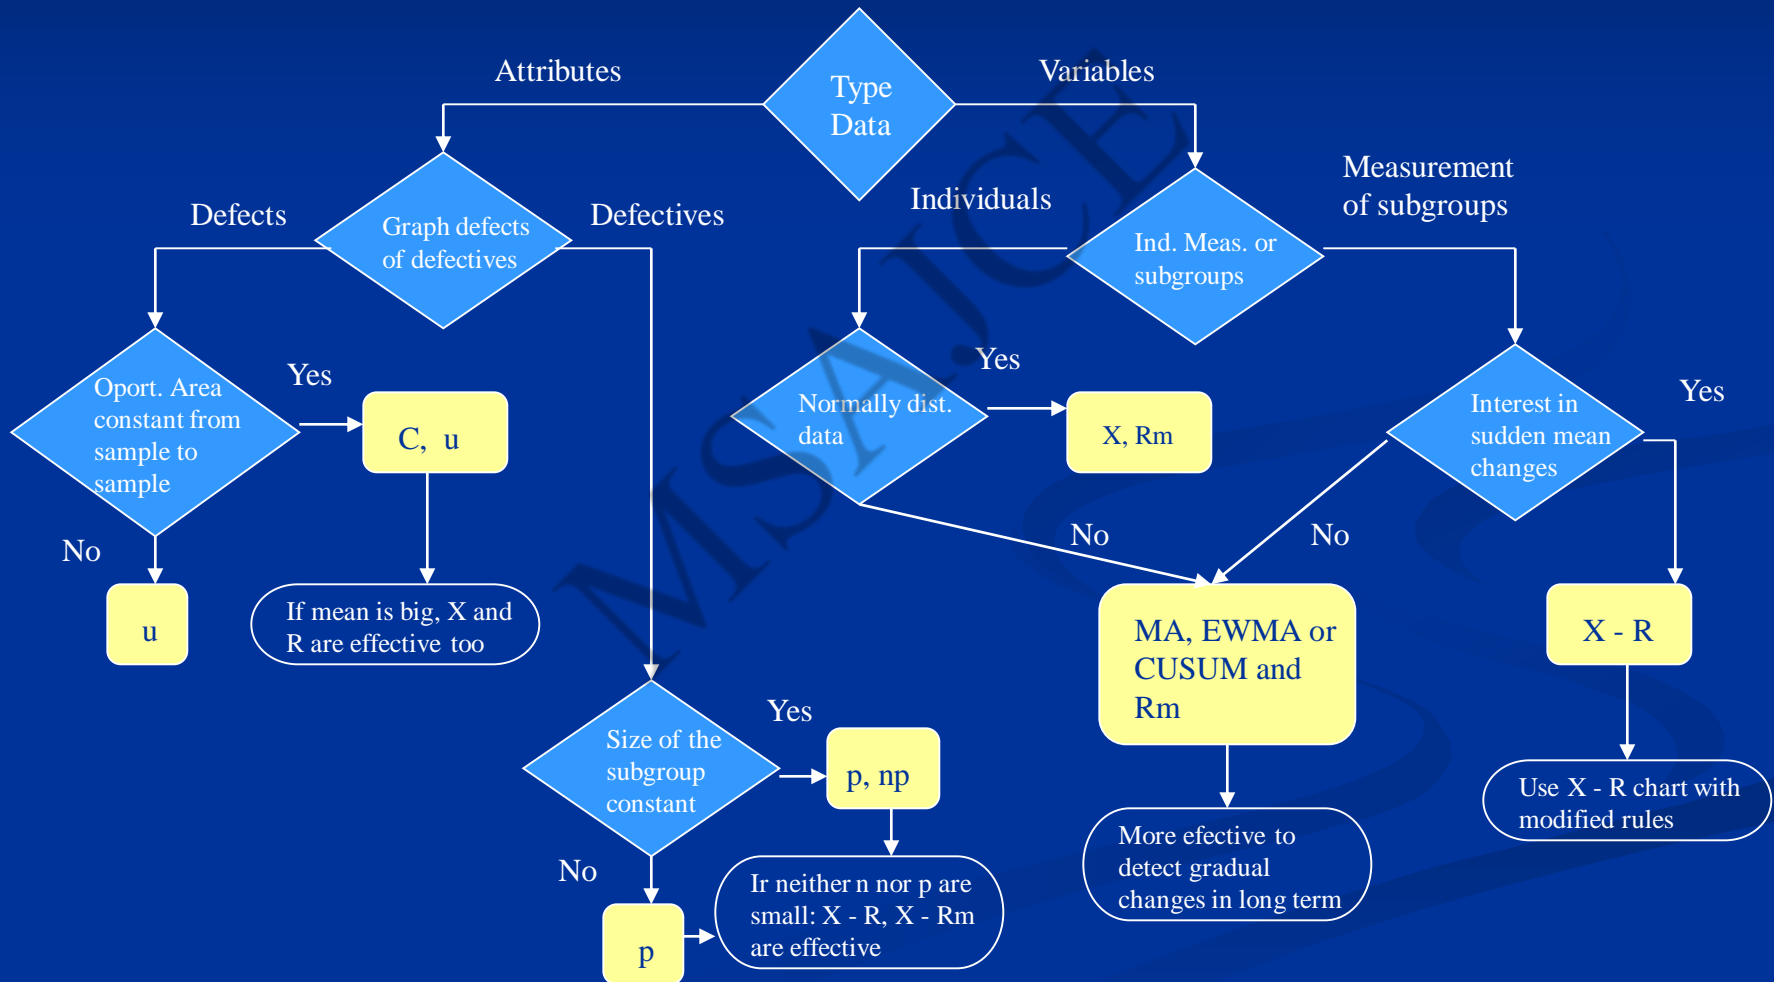 Type
Data
Attributes
Variables
Graph defects
of defectives
Defects
Defectives
Ind. Meas. or
subgroups
Individuals
Measurement
of subgroups
Oport. Area
constant from
sample to
sample
Yes
C, u
No
u
If mean is big, X and
R are effective too
Normally dist.
data
Yes
X, Rm
No
Interest in
sudden mean
changes
Yes
No
MA, EWMA or
CUSUM and
Rm
X - R
More efective to
detect gradual
changes in long term
Use X - R chart with
modified rules
Size of the
subgroup
constant
Yes
p, np
No
p
Ir neither n nor p are
small: X - R, X - Rm
are effective
MSAJCE